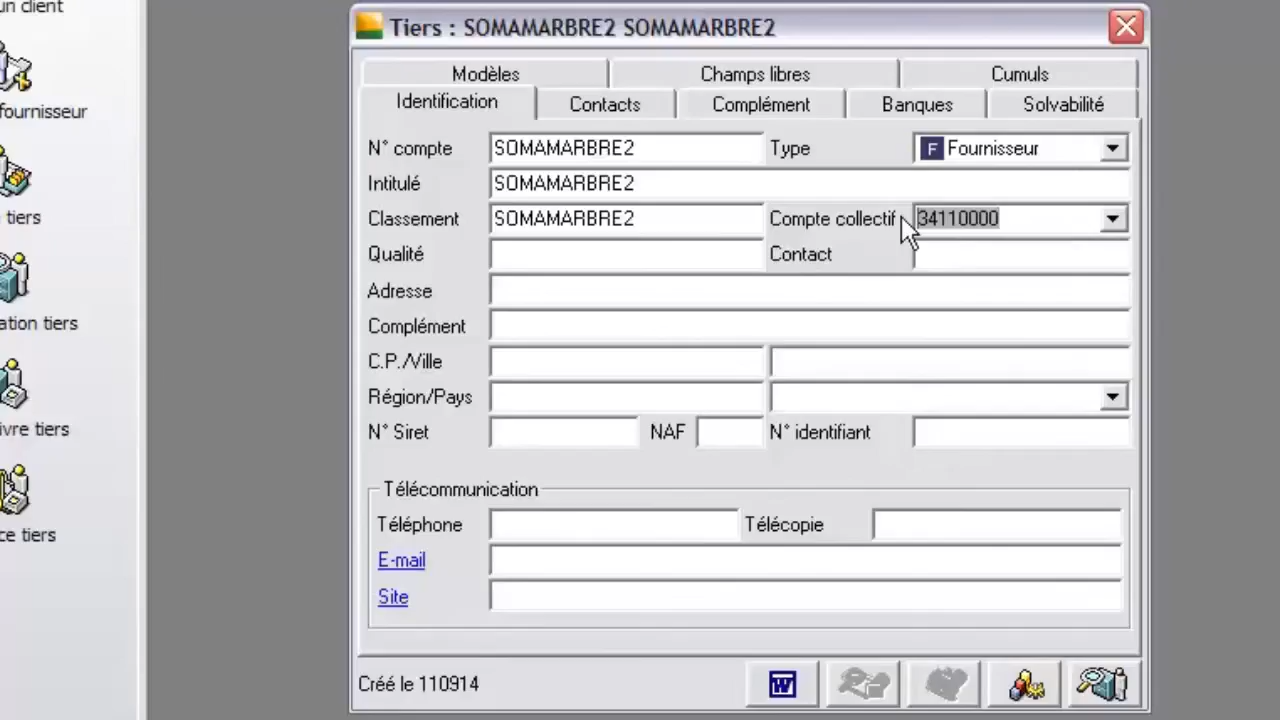 un client
fournisseur
tiers
ation tiers
ivre tiers
ce tiers
Tiers : SOMAMARBRE2 SOMAMARBRE2
Modèles Champs libres Cumuls
Identification Contacts Complément Banques Solvabilité
N° compte SOMAMARBRE2 Type F Fournisseur
Intitulé SOMAMARBRE2
Classement SOMAMARBRE2 Compte collectif 34110000
Qualité Contact
Adresse
Complément
C.P./Ville
Région/Pays
N° Siret NAF N° identifiant
Télécommunication
Téléphone Télécopie
E-mail
Site
Créé le 110914 W